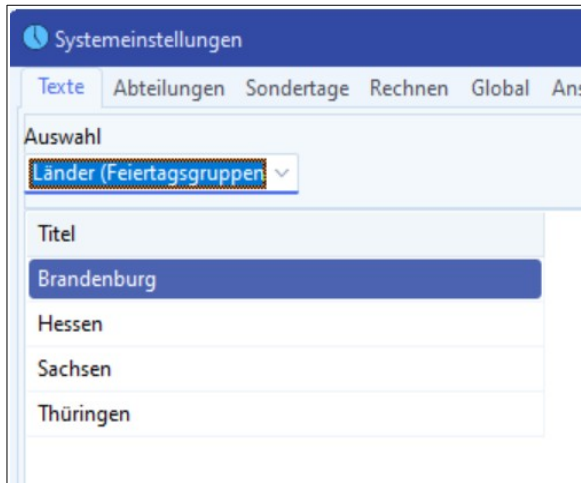 Systemeinstellungen
Texte Abteilungen Sondertage Rechnen Global
Auswahl
Länder (Feiertagsgruppen
Titel
Brandenburg
Hessen
Sachsen
Thüringen